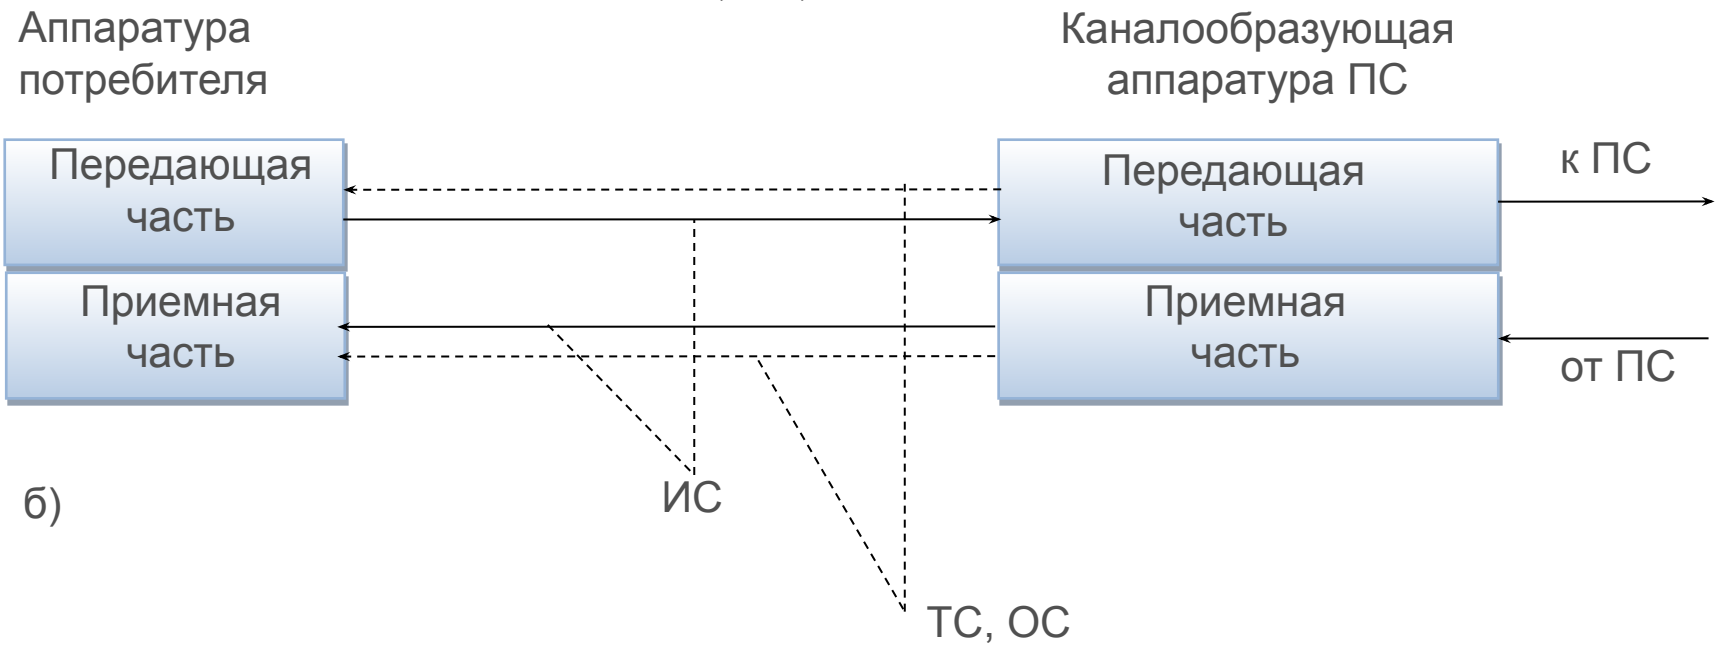 Аппаратура
потребителя
Каналообразующая
аппаратура ПС
Передающая
часть
Передающая
часть
к ПС
Приемная
часть
Приемная
часть
от ПС
ИС
б)
ТС, ОС